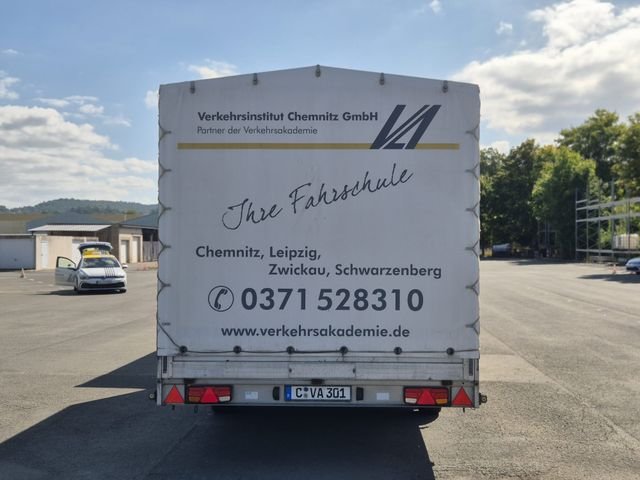 Verkehrsinstitut Chemnitz GmbH
Partner der Verkehrsakademie
VA
Ihre Fahrschule
Chemnitz, Leipzig,
Zwickau, Schwarzenberg
0371 528310
www.verkehrsakademie.de
C VA 301